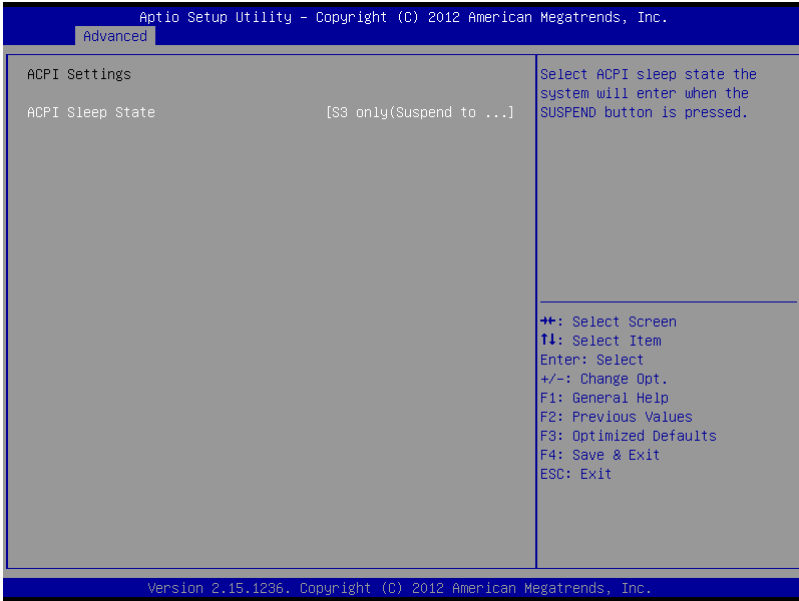 Aptio Setup Utility – Copyright (C) 2012 American Megatrends, Inc.
Advanced
ACPI Settings
ACPI Sleep State [S3 only(Suspend to ...]
Select ACPI sleep state the
system will enter when the
SUSPEND button is pressed.
→←: Select Screen
↑↓: Select Item
Enter: Select
+/-: Change Opt.
F1: General Help
F2: Previous Values
F3: Optimized Defaults
F4: Save & Exit
ESC: Exit
Version 2.15.1236. Copyright (C) 2012 American Megatrends, Inc.